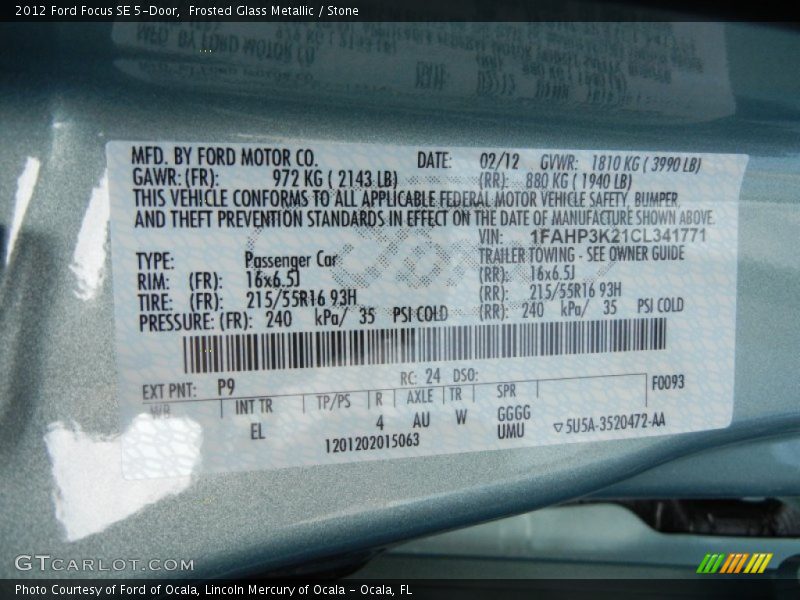 2012 Ford Focus SE 5-Door, Frosted Glass Metallic / Stone
MFD. BY FORD MOTOR CO. DATE: 02/12 GVWR: 1810 KG ( 3990 LB)
GAWR: (FR): 972 KG ( 2143 LB) (RR): 880 KG ( 1940 LB)
THIS VEHICLE CONFORMS TO ALL APPLICABLE FEDERAL MOTOR VEHICLE SAFETY, BUMPER,
AND THEFT PREVENTION STANDARDS IN EFFECT ON THE DATE OF MANUFACTURE SHOWN ABOVE.
VIN: 1FAHP3K21CL341771
TYPE: Passenger Car TRAILER TOWING - SEE OWNER GUIDE
RIM: (FR): 16x6.5J (RR): 16x6.5J
TIRE: (FR): 215/55R16 93H (RR): 215/55R16 93H
PRESSURE: (FR): 240 kPa/ 35 PSI COLD (RR): 240 kPa/ 35 PSI COLD
EXT PNT: P9 RC: 24 DSO: F0093
WB INT TR TP/PS R AXLE TR SPR
EL 4 AU W GGGG
1201202015063 UMU ▽5U5A-3520472-AA
GTCARLOT.COM
Photo Courtesy of Ford of Ocala, Lincoln Mercury of Ocala - Ocala, FL